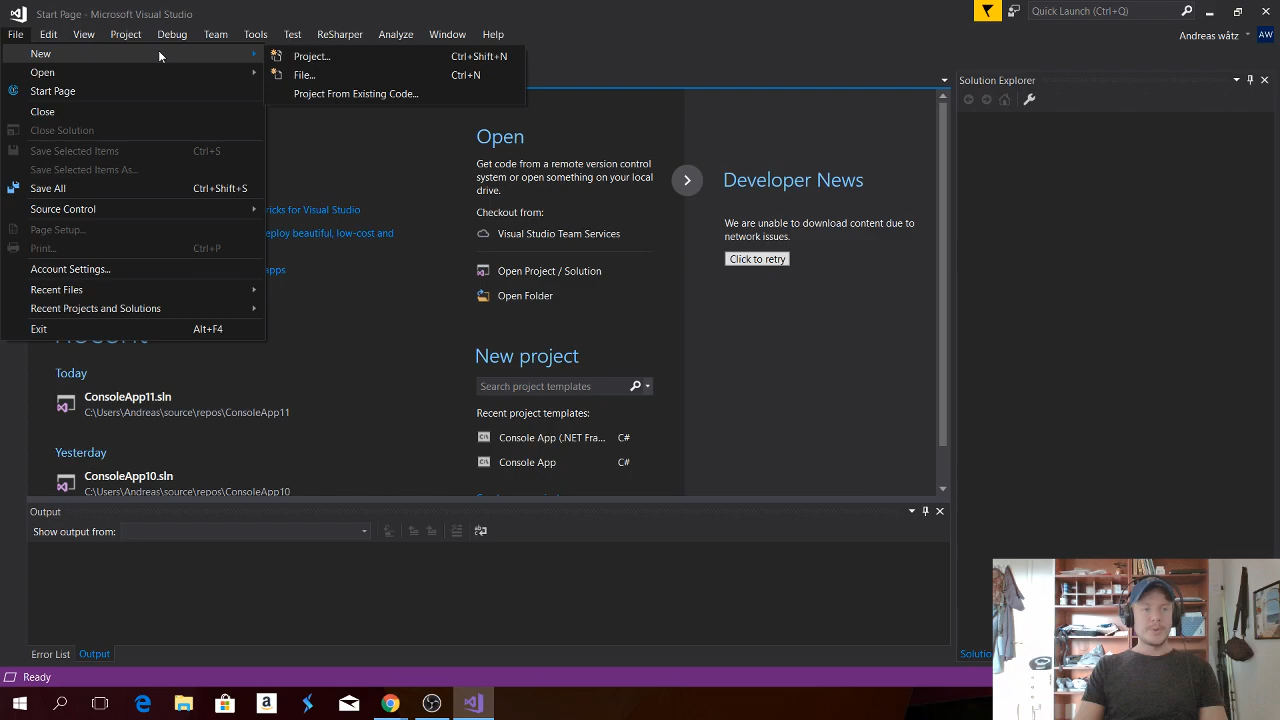 Start Page - Microsoft Visual Studio
Quick Launch (Ctrl+Q)
File Edit View Project Debug Team Tools Test ReSharper Analyze Window Help
Andreas wåtz AW
New
Open
Start Page
Close
Close Solution
Save Selected Items Ctrl+S
Save Selected Items As...
Save All Ctrl+Shift+S
Source Control
Page Setup...
Print... Ctrl+P
Account Settings...
Recent Files
Recent Projects and Solutions
Exit Alt+F4
Project... Ctrl+Shift+N
File... Ctrl+N
Project From Existing Code...
ricks for Visual Studio
eploy beautiful, low-cost and
apps
Recent
Today
ConsoleApp11.sln
C:\Users\Andreas\source\repos\ConsoleApp11
Yesterday
ConsoleApp10.sln
C:\Users\Andreas\source\repos\ConsoleApp10
Open
Get code from a remote version control
system or open something on your local
drive.
Checkout from:
Visual Studio Team Services
Open Project / Solution
Open Folder
New project
Search project templates
Recent project templates:
Console App (.NET Fra... C#
Console App C#
Developer News
We are unable to download content due to
network issues.
Click to retry
Solution Explorer
Output
Show output from:
Error List Output
Solutio
Ready